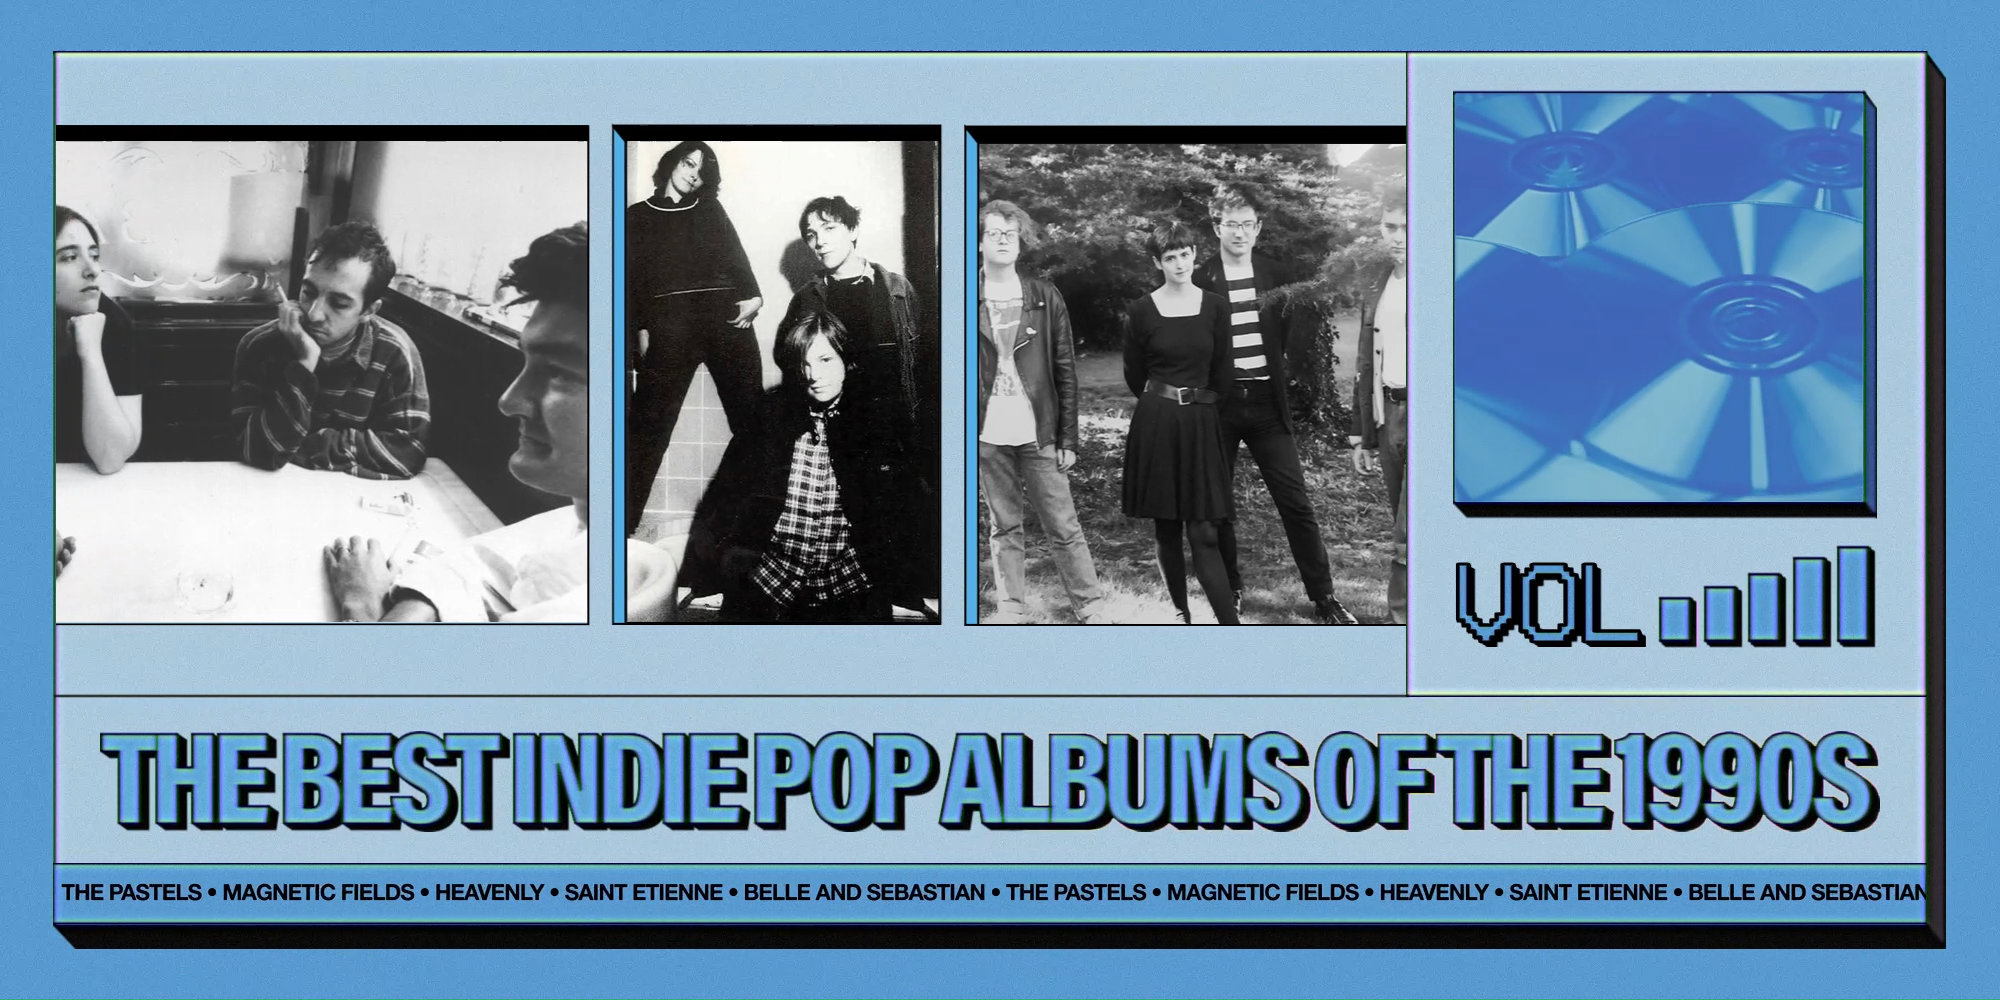 VOL
THE BEST INDIE POP ALBUMS OF THE 1990S
THE PASTELS • MAGNETIC FIELDS • HEAVENLY • SAINT ETIENNE • BELLE AND SEBASTIAN • THE PASTELS • MAGNETIC FIELDS • HEAVENLY • SAINT ETIENNE • BELLE AND SEBASTIAN